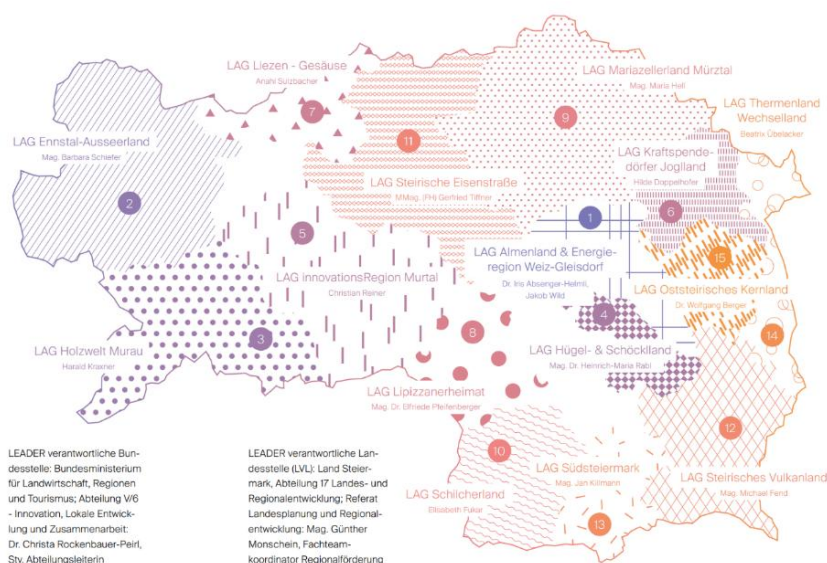 LAG Liezen - Gesäuse
Anahi Sulzbacher
7
LAG Mariazellerland Mürztal
Mag. Maria Hell
9
LAG Thermenland
Wechselland
Beatrix Übelacker
LAG Ennstal-Ausseerland
Mag. Barbara Schiefer
2
11
LAG Kraftspende-
dörfer Joglland
Hilde Doppelhofer
6
LAG Steirische Eisenstraße
MMag. (FH) Gerfried Tiffner
1
5
LAG Almenland & Energie-
region Weiz-Gleisdorf
Dr. Iris Absenger-Helmli,
Jakob Wild
15
LAG innovationsRegion Murtal
Christian Reiner
LAG Oststeirisches Kernland
Dr. Wolfgang Berger
4
14
8
3
LAG Holzwelt Murau
Harald Kraxner
LAG Hügel- & Schöcklland
Mag. Dr. Heinrich-Maria Rabl
LAG Lipizzanerheimat
Mag. Dr. Elfriede Pfeifenberger
12
10
LAG Südsteiermark
Mag. Jan Killmann
LAG Steirisches Vulkanland
Mag. Michael Fend
LAG Schilcherland
Elisabeth Fukar
13
LEADER verantwortliche Bun-
desstelle: Bundesministerium
für Landwirtschaft, Regionen
und Tourismus; Abteilung V/6
- Innovation, Lokale Entwick-
lung und Zusammenarbeit:
Dr. Christa Rockenbauer-Peirl,
Stv. Abteilungsleiterin
LEADER verantwortliche Lan-
desstelle (LVL): Land Steier-
mark, Abteilung 17 Landes- und
Regionalentwicklung; Referat
Landesplanung und Regional-
entwicklung: Mag. Günther
Monschein, Fachteam-
koordinator Regionalförderung